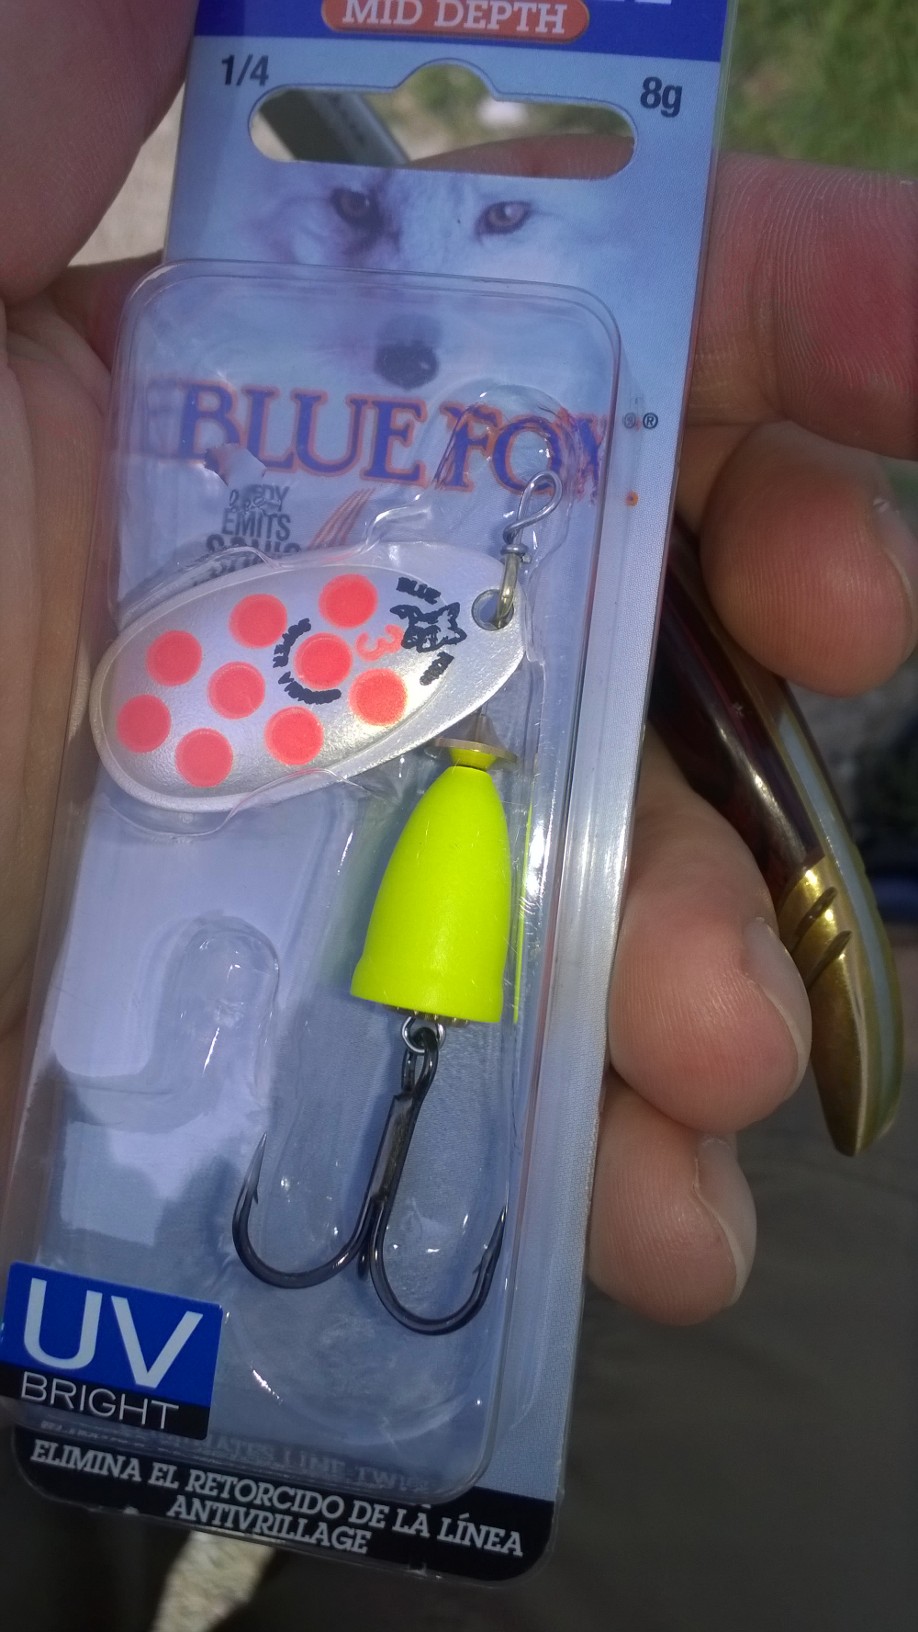 MID DEPTH
1/4
8g
BLUE FOX ®
EMITS
BLUE
FOX
3
UV
BRIGHT
ELIMINA EL RETORCIDO DE LA LÍNEA
ANTIVRILLAGE